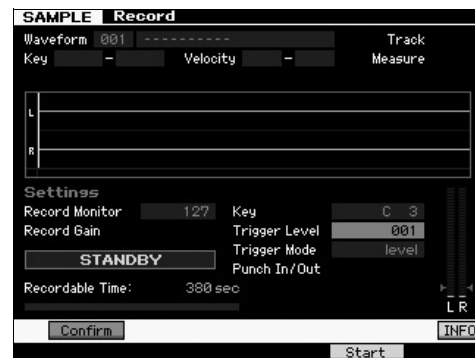 SAMPLE Record
Waveform 001 ---------- Track
Key - Velocity - Measure
L
R
Settings
Record Monitor 127 Key C 3
Record Gain Trigger Level 001
STANDBY Trigger Mode level
Punch In/Out
Recordable Time: 380 sec
L R
Confirm INFO
Start